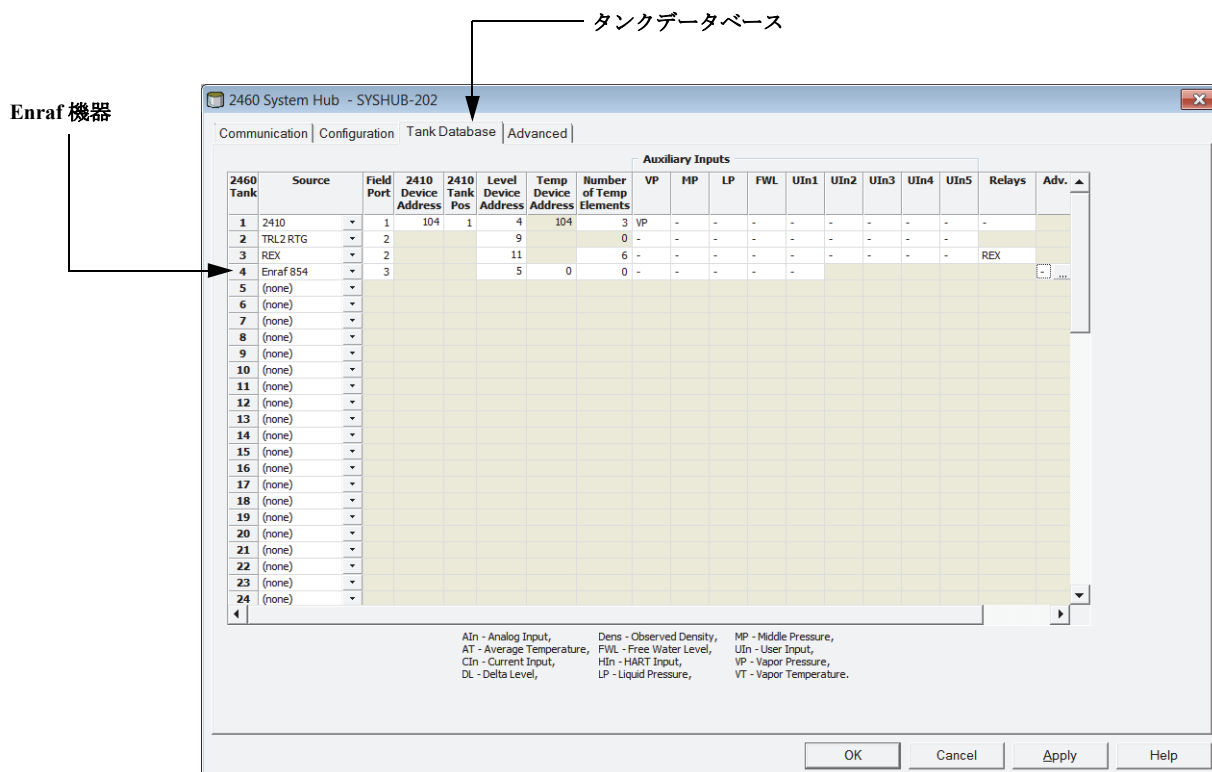 タンクデータベース
Enraf 機器
2460 System Hub - SYSHUB-202
Communication Configuration Tank Database Advanced
Auxiliary Inputs
2460 Tank Source Field Port 2410 Device Address 2410 Tank Pos Level Device Address Temp Device Address Number of Temp Elements VP MP LP FWL UIn1 UIn2 UIn3 UIn4 UIn5 Relays Adv.
1 2410 1 104 1 4 104 3 VP - - - - - - - - -
2 TRL2 RTG 2 9 0 - - - - - - - - -
3 REX 2 11 6 - - - - - - - - - REX
4 Enraf 854 3 5 0 0 - - - - - - ...
5 (none)
6 (none)
7 (none)
8 (none)
9 (none)
10 (none)
11 (none)
12 (none)
13 (none)
14 (none)
15 (none)
16 (none)
17 (none)
18 (none)
19 (none)
20 (none)
21 (none)
22 (none)
23 (none)
24 (none)
AIn - Analog Input, Dens - Observed Density, MP - Middle Pressure,
AT - Average Temperature, FWL - Free Water Level, UIn - User Input,
CIn - Current Input, HIn - HART Input, VP - Vapor Pressure,
DL - Delta Level, LP - Liquid Pressure, VT - Vapor Temperature.
OK Cancel Apply Help